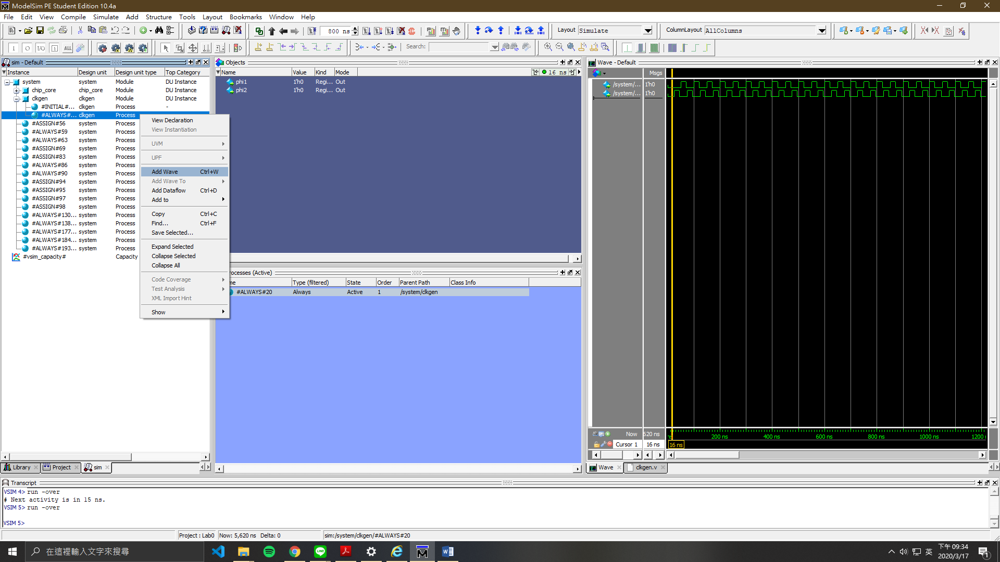 ModelSim PE Student Edition 10.4a
File Edit View Compile Simulate Add Structure Tools Layout Bookmarks Window Help
800 ns
Layout Simulate
ColumnLayout AllColumns
Search:
sim - Default
Instance Design unit Design unit type Top Category
system system Module DU Instance
chip_core chip_core Module DU Instance
clkgen clkgen Module DU Instance
#INITIAL#... clkgen Process -
#ALWAYS#... clkgen Process
#ASSIGN#56 system Process
#ALWAYS#59 system Process
#ALWAYS#63 system Process
#ASSIGN#69 system Process
#ASSIGN#83 system Process
#ALWAYS#86 system Process
#ALWAYS#90 system Process
#ASSIGN#94 system Process
#ASSIGN#95 system Process
#ASSIGN#97 system Process
#ASSIGN#98 system Process
#ALWAYS#130... system Process
#ALWAYS#138... system Process
#ALWAYS#177... system Process
#ALWAYS#184... system Process
#ALWAYS#193... system Process
#vsim_capacity# Capacity
View Declaration
View Instantiation
UVM
UPF
Add Wave Ctrl+W
Add Wave To
Add Dataflow Ctrl+D
Add to
Copy Ctrl+C
Find... Ctrl+F
Save Selected...
Expand Selected
Collapse Selected
Collapse All
Code Coverage
Test Analysis
XML Import Hint
Show
Library Project sim
Objects
Name Value Kind Mode
16 ns
phi1 1'h0 Regi... Out
phi2 1'h0 Regi... Out
rocesses (Active)
me Type (filtered) State Order Parent Path Class Info
#ALWAYS#20 Always Active 1 /system/clkgen
Wave - Default
Msgs
/system/... 1'h0
/system/... 1'h0
Now 620 ns
200 ns 400 ns 600 ns 800 ns 1000 ns 1200
Cursor 1 16 ns
16 ns
Wave clkgen.v
Transcript
VSIM 4> run -over
# Next activity is in 15 ns.
VSIM 5> run -over
VSIM 5>
Project : Lab0 Now: 5,620 ns Delta: 0 sim:/system/clkgen/#ALWAYS#20
在這裡輸入文字來搜尋
英
下午 09:34
2020/3/17
1